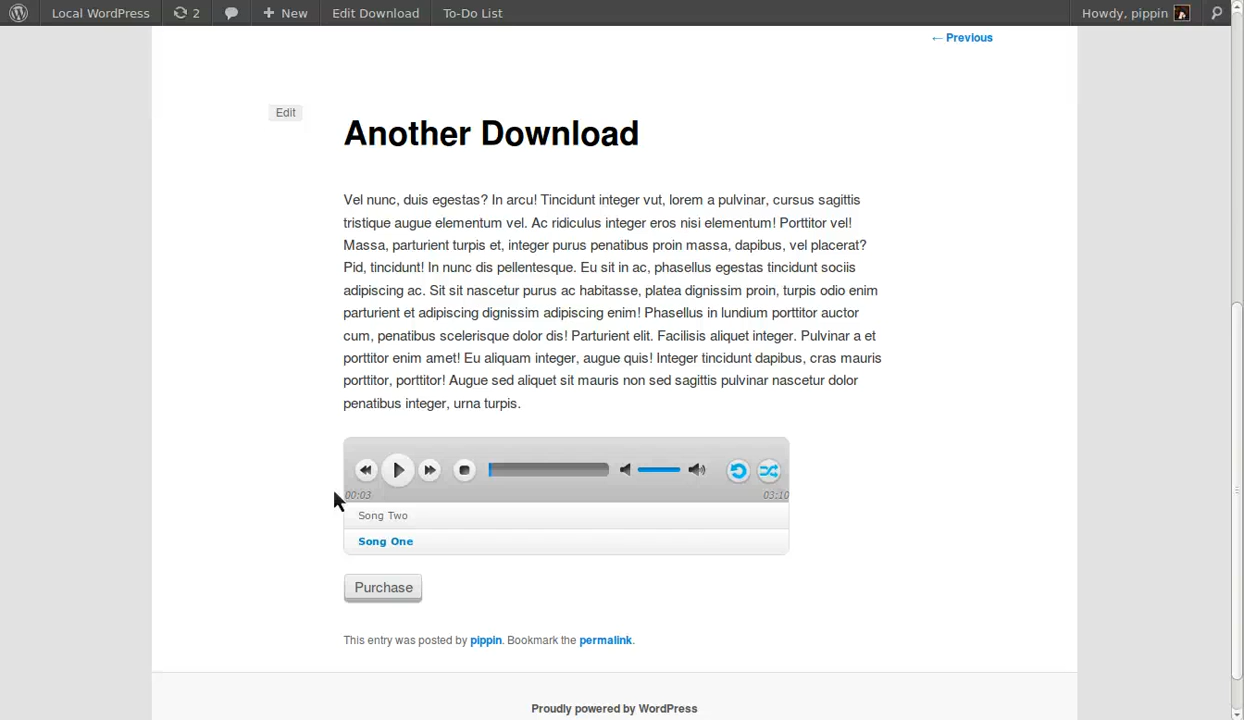 Local WordPress 2 New Edit Download To-Do List Howdy, pippin
← Previous
Edit
Another Download
Vel nunc, duis egestas? In arcu! Tincidunt integer vut, lorem a pulvinar, cursus sagittis
tristique augue elementum vel. Ac ridiculus integer eros nisi elementum! Porttitor vel!
Massa, parturient turpis et, integer purus penatibus proin massa, dapibus, vel placerat?
Pid, tincidunt! In nunc dis pellentesque. Eu sit in ac, phasellus egestas tincidunt sociis
adipiscing ac. Sit sit nascetur purus ac habitasse, platea dignissim proin, turpis odio enim
parturient et adipiscing dignissim adipiscing enim! Phasellus in lundium porttitor auctor
cum, penatibus scelerisque dolor dis! Parturient elit. Facilisis aliquet integer. Pulvinar a et
porttitor enim amet! Eu aliquam integer, augue quis! Integer tincidunt dapibus, cras mauris
porttitor, porttitor! Augue sed aliquet sit mauris non sed sagittis pulvinar nascetur dolor
penatibus integer, urna turpis.
00:03 03:10
Song Two
Song One
Purchase
This entry was posted by pippin. Bookmark the permalink.
Proudly powered by WordPress